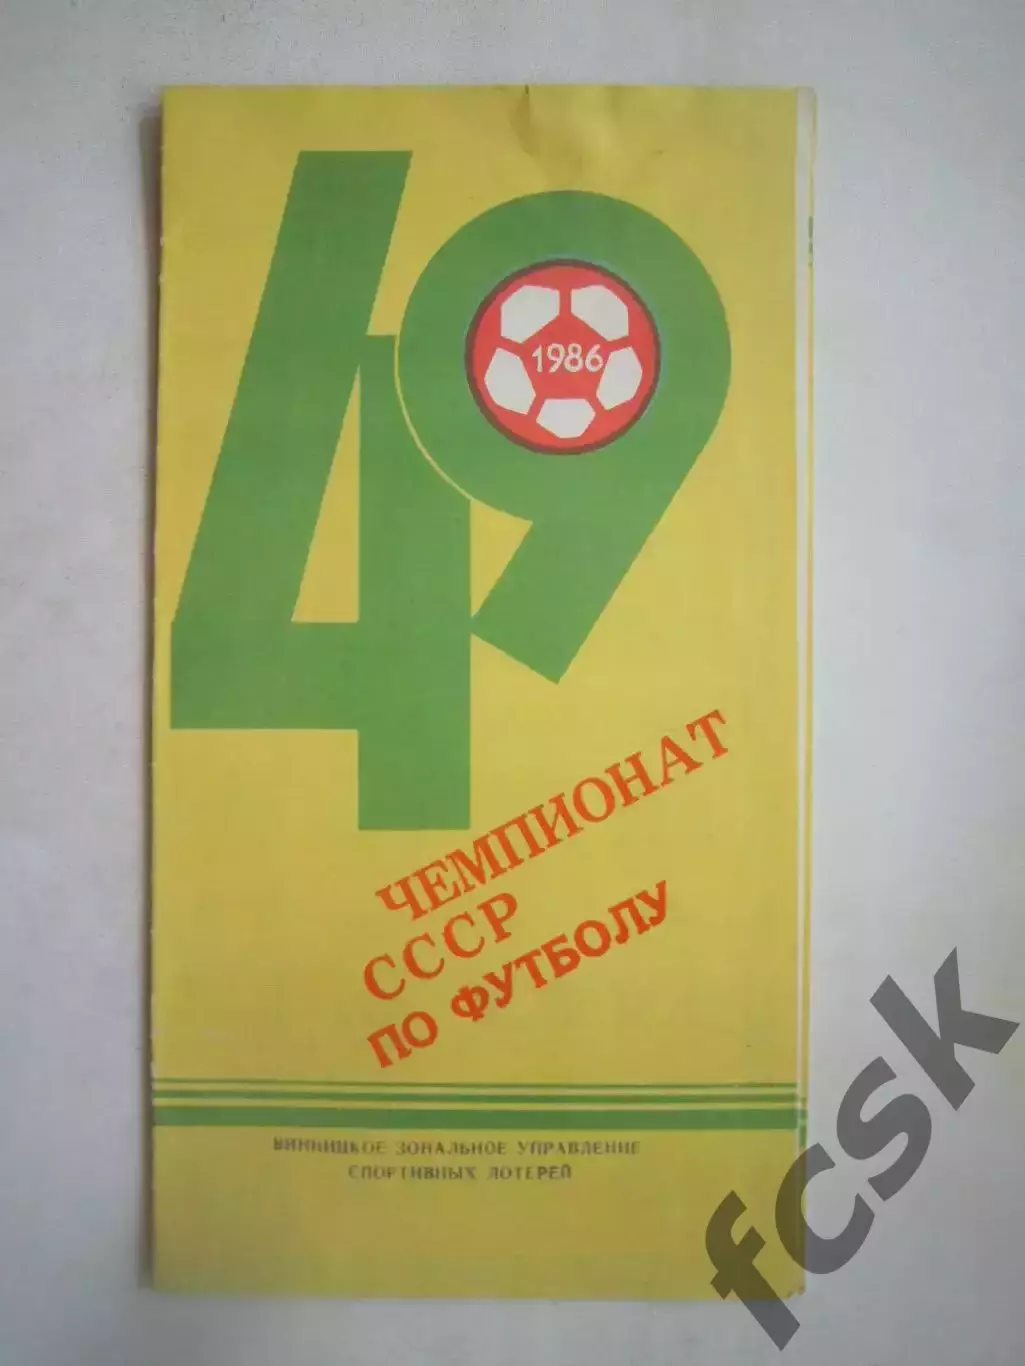 49
1986
ЧЕМПИОНАТ
СССР
ПО ФУТБОЛУ
ВИННИЦКОЕ ЗОНАЛЬНОЕ УПРАВЛЕНИЕ
СПОРТИВНЫХ ЛОТЕРЕЙ
fcsk